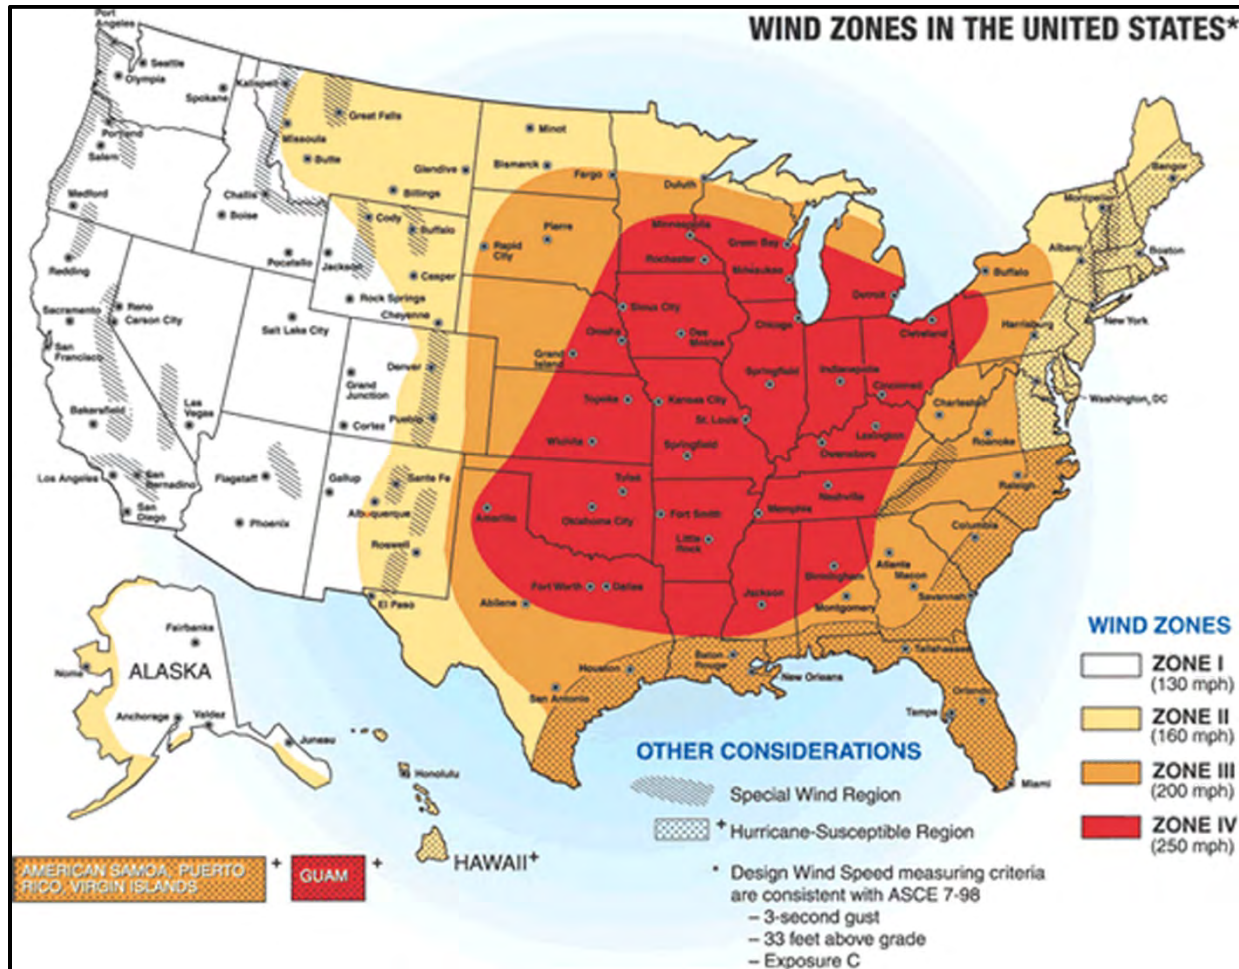 WIND ZONES IN THE UNITED STATES*
Port
Angeles
Seattle
Olympia
Spokane
Kalispell
Great Falls
Missoula
Butte
Glendive
Billings
Minot
Bismarck
Fargo
Duluth
Portland
Salem
Medford
Challis
Boise
Pocatello
Cody
Buffalo
Jackson
Casper
Rock Springs
Cheyenne
Rapid
City
Pierre
Minneapolis
Rochester
Green Bay
Milwaukee
Bangor
Montpelier
Albany
Boston
Buffalo
Redding
Sacramento
Reno
Carson City
San
Francisco
Salt Lake City
Sioux City
Omaha
Des
Moines
Grand
Island
Chicago
Detroit
Cleveland
Harrisburg
New York
Denver
Grand
Junction
Pueblo
Cortez
Topeka
Kansas City
Springfield
St. Louis
Indianapolis
Cincinnati
Charleston
Washington, DC
Bakersfield
Las
Vegas
Wichita
Springfield
Owensboro
Lexington
Roanoke
Los Angeles
San
Bernadino
San
Diego
Flagstaff
Phoenix
Gallup
Sante Fe
Albuquerque
Roswell
El Paso
Amarillo
Tulsa
Oklahoma City
Fort Smith
Little
Rock
Memphis
Nashville
Raleigh
Columbia
Atlanta
Macon
Savannah
Birmingham
Montgomery
Jackson
Fort Worth
Dallas
Abilene
Houston
San Antonio
Baton
Rouge
New Orleans
Tallahassee
Orlando
Tampa
Miami
Fairbanks
ALASKA
Nome
Anchorage
Valdez
Juneau
Honolulu
HAWAII+
AMERICAN SAMOA, PUERTO
RICO, VIRGIN ISLANDS
+
GUAM
+
WIND ZONES
ZONE I
(130 mph)
ZONE II
(160 mph)
ZONE III
(200 mph)
ZONE IV
(250 mph)
OTHER CONSIDERATIONS
Special Wind Region
+ Hurricane-Susceptible Region
* Design Wind Speed measuring criteria
are consistent with ASCE 7-98
– 3-second gust
– 33 feet above grade
– Exposure C